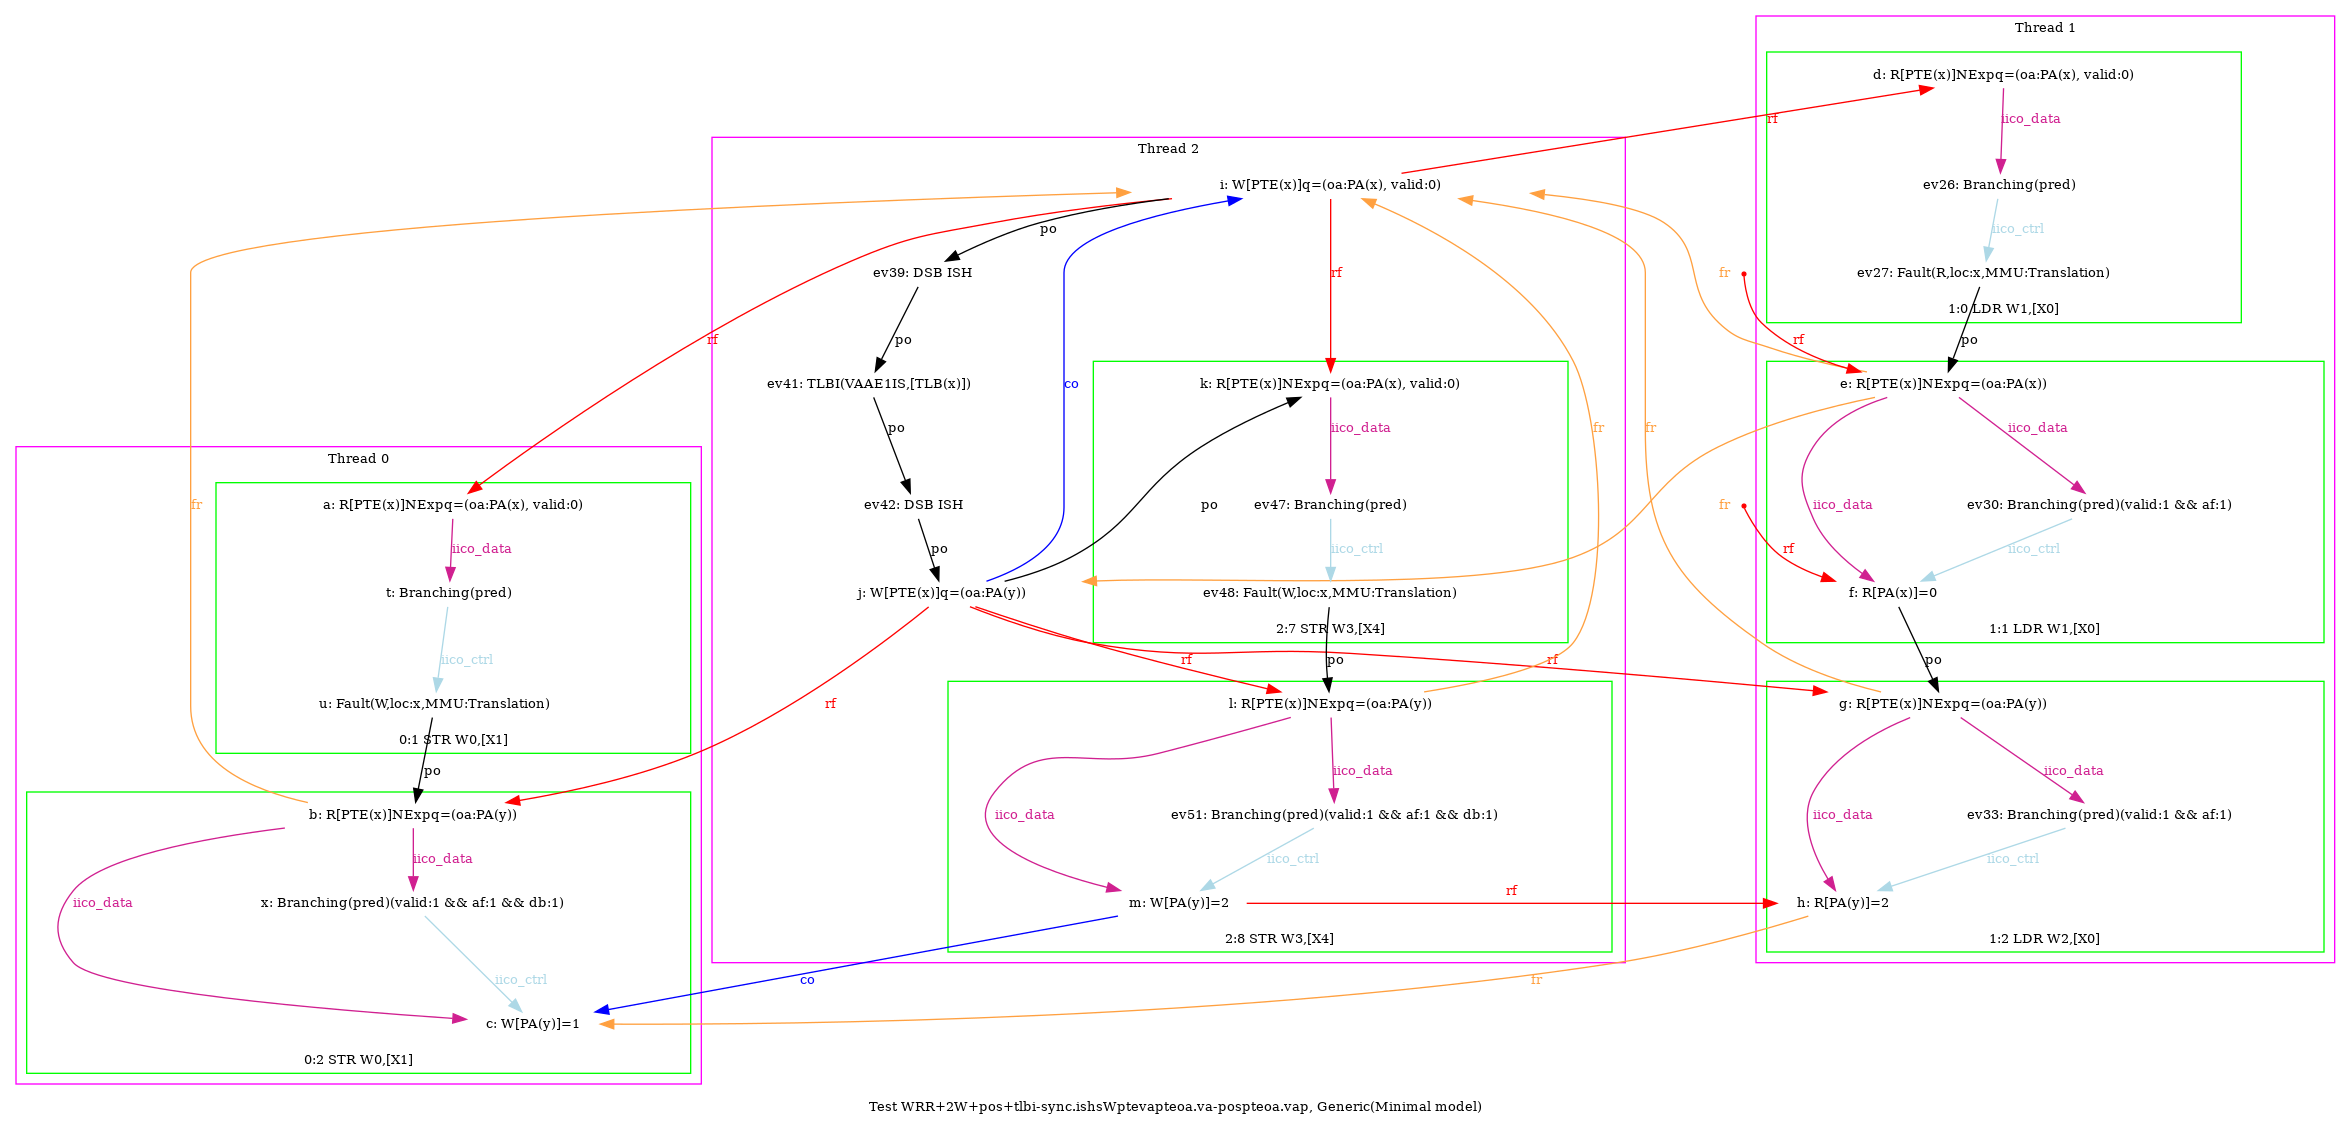 Thread 1
d: R[PTE(x)]NExpq=(oa:PA(x), valid:0)
rf
iico_data
Thread 2
i: W[PTE(x)]q=(oa:PA(x), valid:0)
ev26: Branching(pred)
po
iico_ctrl
ev39: DSB ISH
rf
fr
ev27: Fault(R,loc:x,MMU:Translation)
1:0 LDR W1,[X0]
rf
po
rf
po
ev41: TLBI(VAAE1IS,[TLB(x)])
co
k: R[PTE(x)]NExpq=(oa:PA(x), valid:0)
e: R[PTE(x)]NExpq=(oa:PA(x))
po
iico_data
fr
fr
iico_data
Thread 0
fr
a: R[PTE(x)]NExpq=(oa:PA(x), valid:0)
ev42: DSB ISH
po
ev47: Branching(pred)
fr
iico_data
ev30: Branching(pred)(valid:1 && af:1)
iico_data
po
iico_ctrl
rf
iico_ctrl
t: Branching(pred)
j: W[PTE(x)]q=(oa:PA(y))
ev48: Fault(W,loc:x,MMU:Translation)
f: R[PA(x)]=0
2:7 STR W3,[X4]
1:1 LDR W1,[X0]
iico_ctrl
rf
po
rf
po
u: Fault(W,loc:x,MMU:Translation)
rf
l: R[PTE(x)]NExpq=(oa:PA(y))
g: R[PTE(x)]NExpq=(oa:PA(y))
0:1 STR W0,[X1]
po
iico_data
iico_data
b: R[PTE(x)]NExpq=(oa:PA(y))
iico_data
ev51: Branching(pred)(valid:1 && af:1 && db:1)
iico_data
ev33: Branching(pred)(valid:1 && af:1)
iico_data
iico_ctrl
iico_ctrl
iico_data
x: Branching(pred)(valid:1 && af:1 && db:1)
m: W[PA(y)]=2
rf
h: R[PA(y)]=2
2:8 STR W3,[X4]
1:2 LDR W2,[X0]
iico_ctrl
co
fr
c: W[PA(y)]=1
0:2 STR W0,[X1]
Test WRR+2W+pos+tlbi-sync.ishsWptevapteoa.va-pospteoa.vap, Generic(Minimal model)